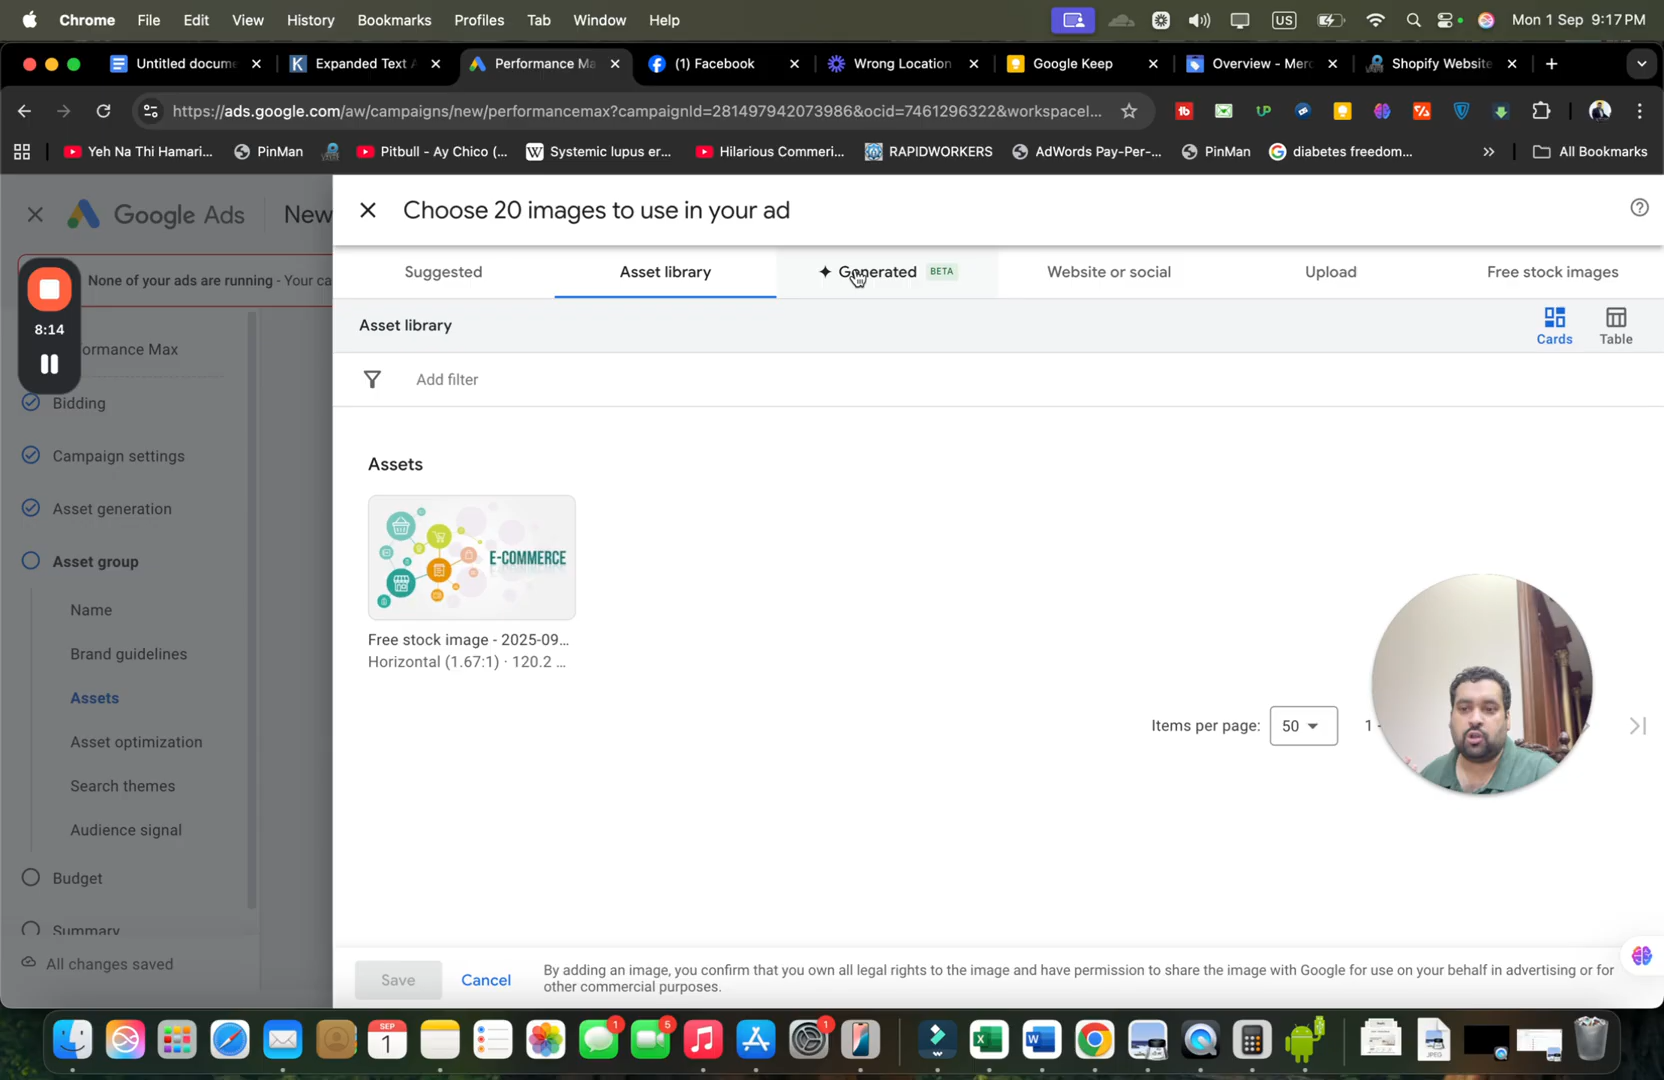 Chrome File Edit View History Bookmarks Profiles Tab Window Help US Mon 1 Sep 9:17 PM
Untitled docume Expanded Text Performance Ma (1) Facebook Wrong Location Google Keep Overview - Merc Shopify Website
https://ads.google.com/aw/campaigns/new/performancemax?campaignId=281497942073986&ocid=7461296322&workspaceI...
Yeh Na Thi Hamari... PinMan Pitbull - Ay Chico (... Systemic lupus er... Hilarious Commeri... RAPIDWORKERS AdWords Pay-Per-... PinMan diabetes freedom... » All Bookmarks
Google Ads New
Choose 20 images to use in your ad
None of your ads are running - Your ca
Suggested Asset library Generated BETA Website or social Upload Free stock images
8:14
Asset library
Cards Table
ormance Max
Add filter
Bidding
Campaign settings
Asset generation
Asset group
Name
Brand guidelines
Assets
Asset optimization
Search themes
Audience signal
Budget
Summary
All changes saved
Assets
E-COMMERCE
Free stock image - 2025-09...
Horizontal (1.67:1) · 120.2 ...
Items per page: 50 1 -
Save Cancel By adding an image, you confirm that you own all legal rights to the image and have permission to share the image with Google for use on your behalf in advertising or for
other commercial purposes.
1 5 1
SEP
1